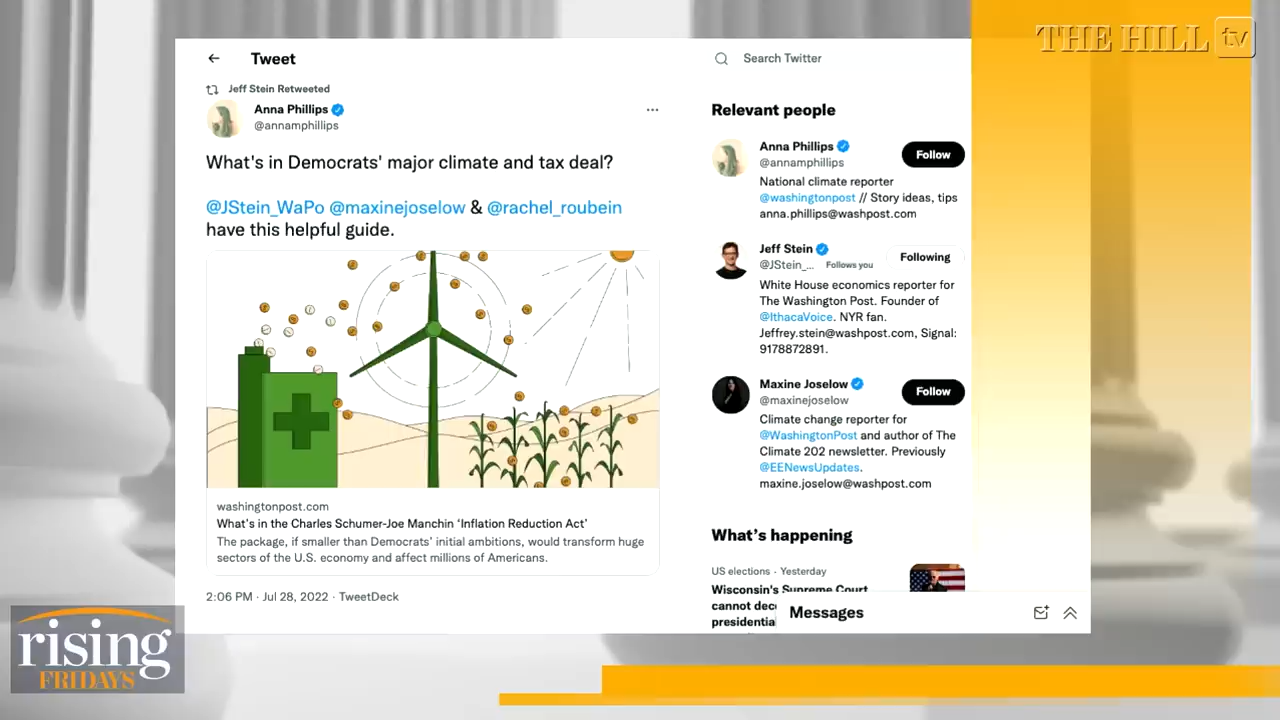 THE HILL tv
Tweet
Search Twitter
Jeff Stein Retweeted
Anna Phillips
@annamphillips
What's in Democrats' major climate and tax deal?
@JStein_WaPo @maxinejoselow & @rachel_roubein
have this helpful guide.
washingtonpost.com
What's in the Charles Schumer-Joe Manchin 'Inflation Reduction Act'
The package, if smaller than Democrats' initial ambitions, would transform huge
sectors of the U.S. economy and affect millions of Americans.
2:06 PM · Jul 28, 2022 · TweetDeck
Relevant people
Anna Phillips
@annamphillips
Follow
National climate reporter
@washingtonpost // Story ideas, tips
anna.phillips@washpost.com
Jeff Stein
@JStein_... Follows you
Following
White House economics reporter for
The Washington Post. Founder of
@IthacaVoice. NYR fan.
Jeffrey.stein@washpost.com, Signal:
9178872891.
Maxine Joselow
@maxinejoselow
Follow
Climate change reporter for
@WashingtonPost and author of The
Climate 202 newsletter. Previously
@EENewsUpdates.
maxine.joselow@washpost.com
What's happening
US elections · Yesterday
Wisconsin's Supreme Court
cannot
presidential
Messages
rising
FRIDAYS